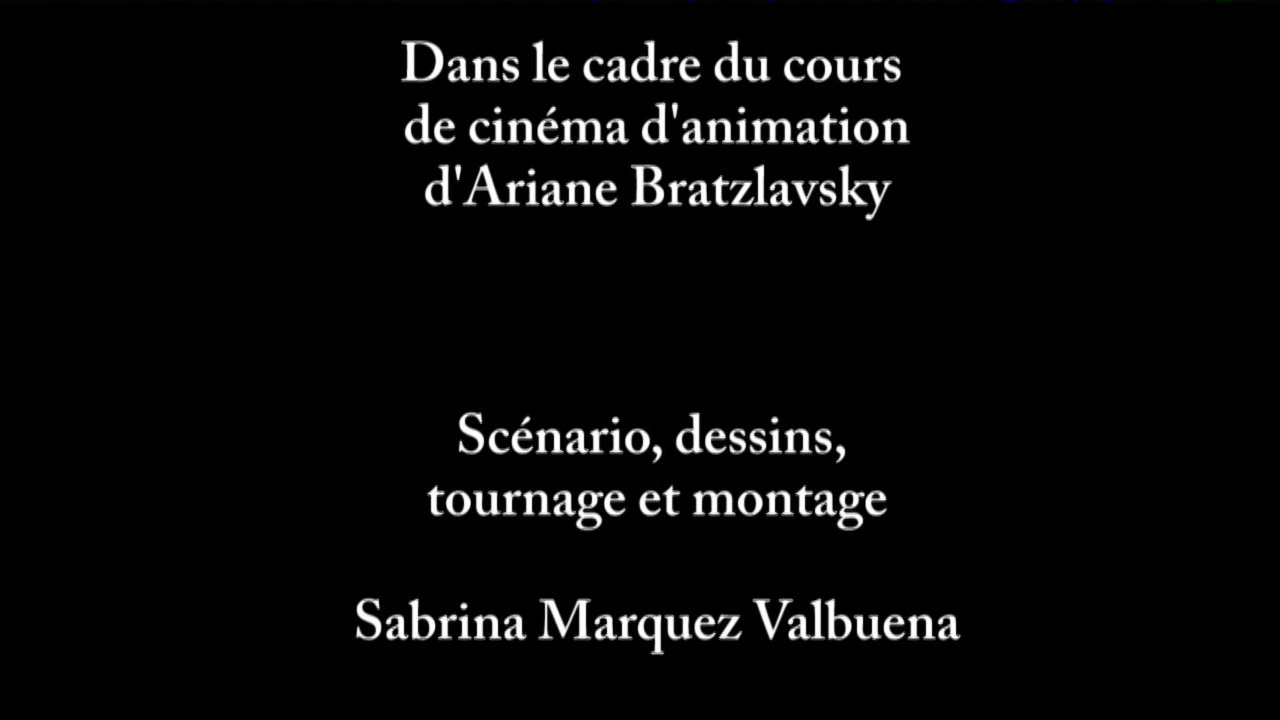 Dans le cadre du cours
de cinéma d'animation
d'Ariane Bratzlavsky
Scénario, dessins,
tournage et montage
Sabrina Marquez Valbuena